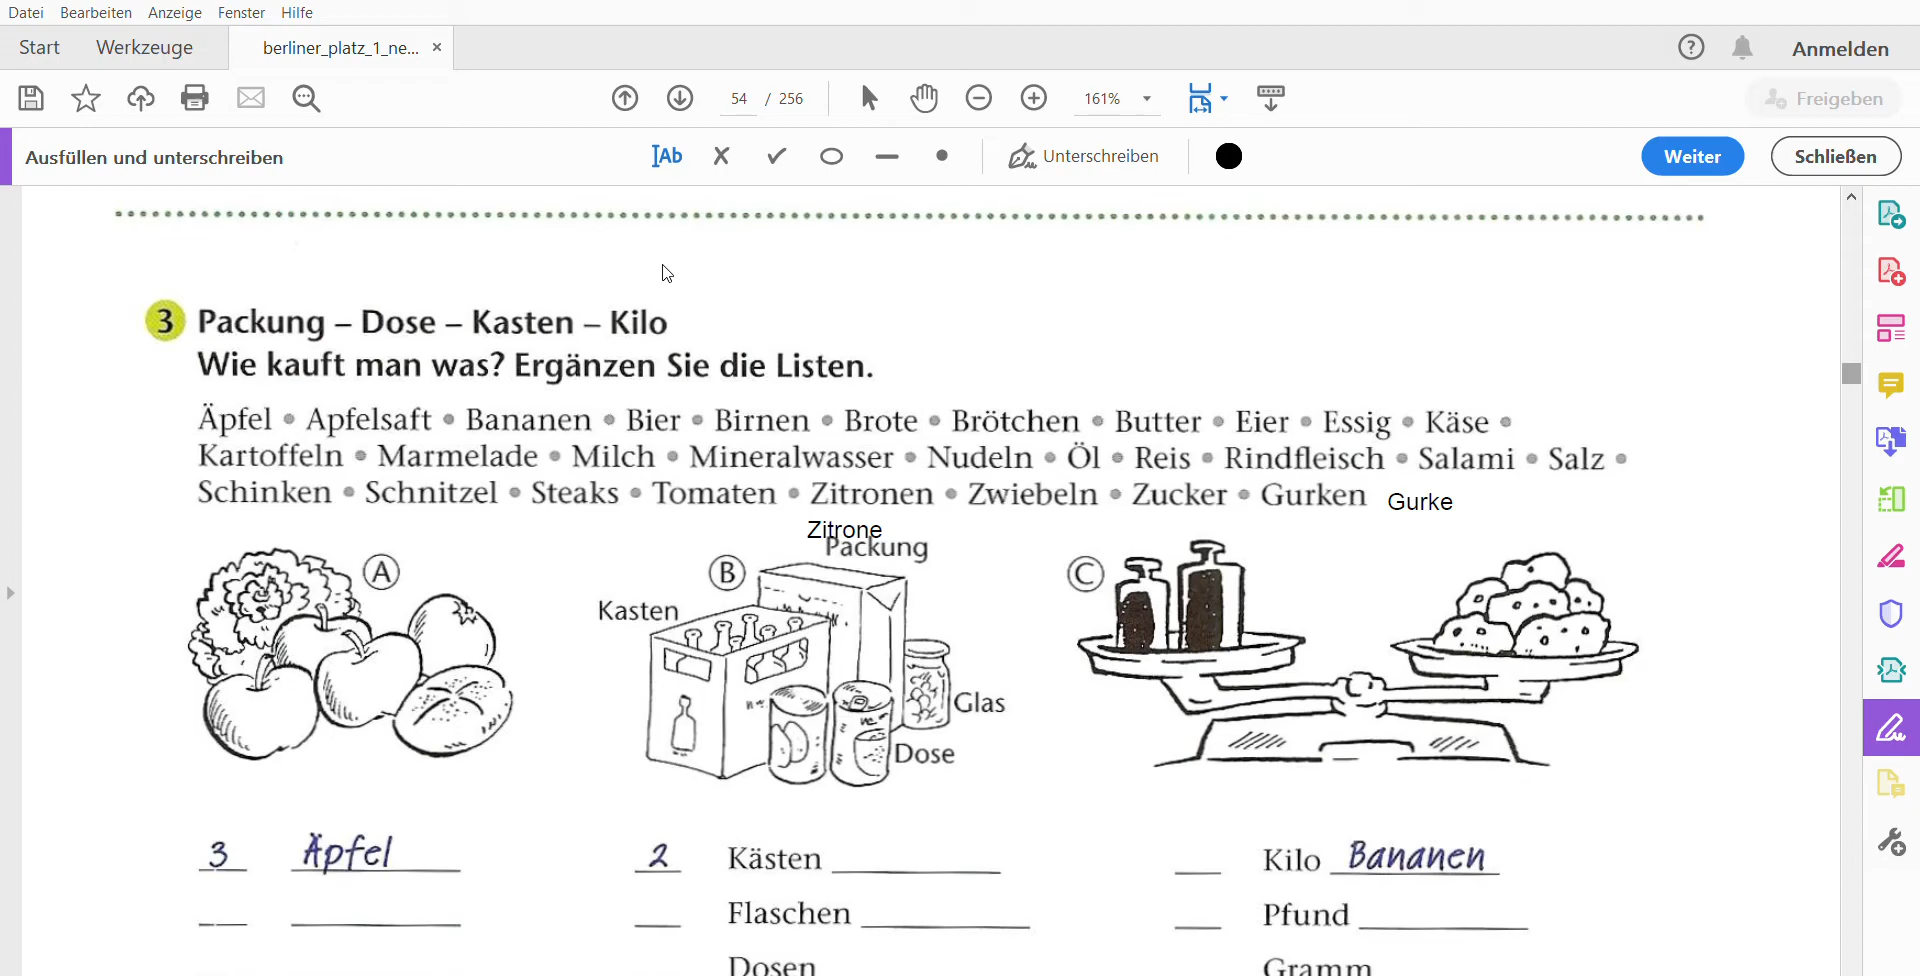 Datei Bearbeiten Anzeige Fenster Hilfe
Start Werkzeuge berliner_platz_1_ne... × ? Anmelden
54 / 256 161% Freigeben
Ausfüllen und unterschreiben Ab Unterschreiben Weiter Schließen
3 Packung – Dose – Kasten – Kilo
Wie kauft man was? Ergänzen Sie die Listen.
Äpfel • Apfelsaft • Bananen • Bier • Birnen • Brote • Brötchen • Butter • Eier • Essig • Käse •
Kartoffeln • Marmelade • Milch • Mineralwasser • Nudeln • Öl • Reis • Rindfleisch • Salami • Salz •
Schinken • Schnitzel • Steaks • Tomaten • Zitronen • Zwiebeln • Zucker • Gurken Gurke
Zitrone
Packung
A B C
Kasten
Glas
Dose
3 Äpfel 2 Kästen Kilo Bananen
Flaschen Pfund
Dosen Gramm